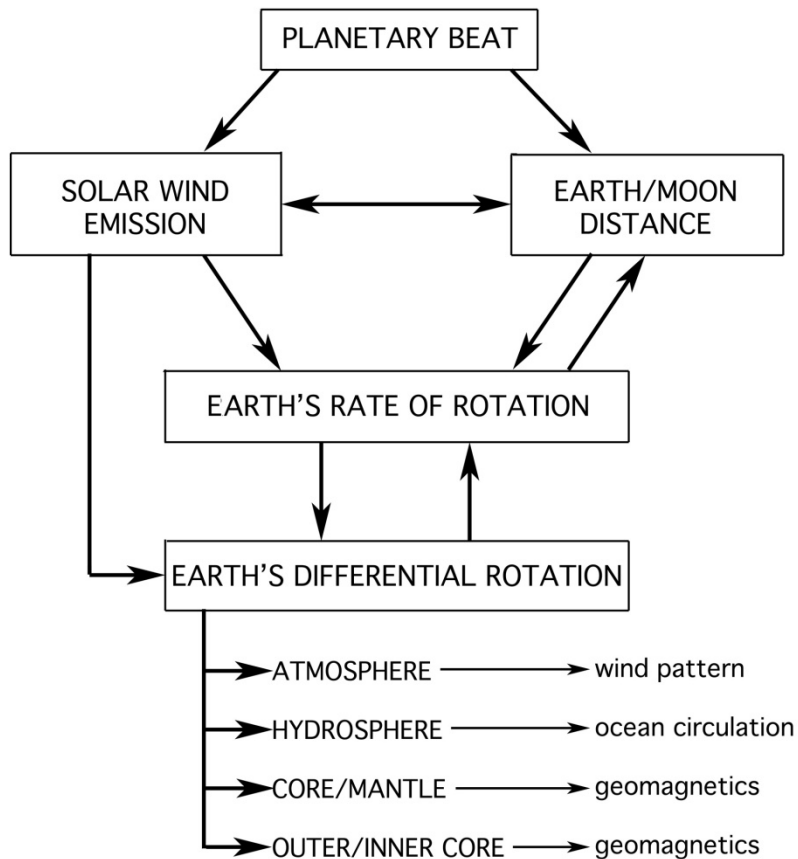 PLANETARY BEAT
SOLAR WIND
EMISSION
EARTH/MOON
DISTANCE
EARTH'S RATE OF ROTATION
EARTH'S DIFFERENTIAL ROTATION
ATMOSPHERE wind pattern
HYDROSPHERE ocean circulation
CORE/MANTLE geomagnetics
OUTER/INNER CORE geomagnetics